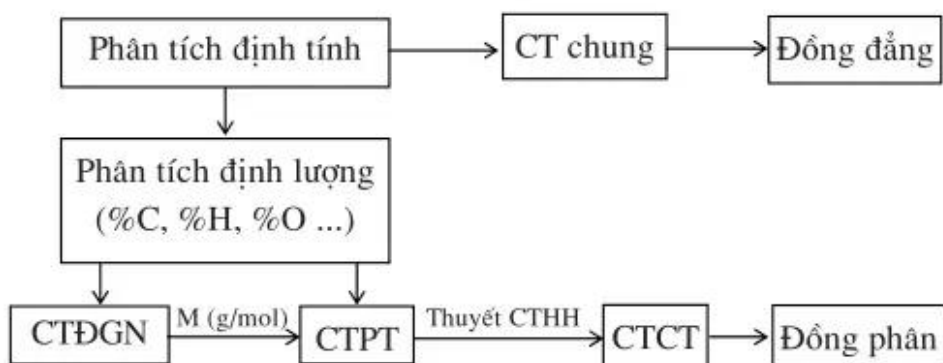 Phân tích định tính
CT chung
Đồng đẳng
Phân tích định lượng
(%C, %H, %O ...)
CTĐGN
M (g/mol)
CTPT
Thuyết CTHH
CTCT
Đồng phân